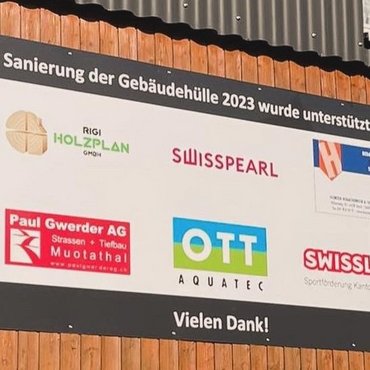 Sanierung der Gebäudehülle 2023 wurde unterstützt
RIGI
HOLZPLAN
GMBH
SWISSPEARL
Paul Gwerder AG
Strassen + Tiefbau
Muotathal
www.paulgwerderag.ch
OTT
AQUATEC
SWISSL
Sportförderung Kanto
Vielen Dank!